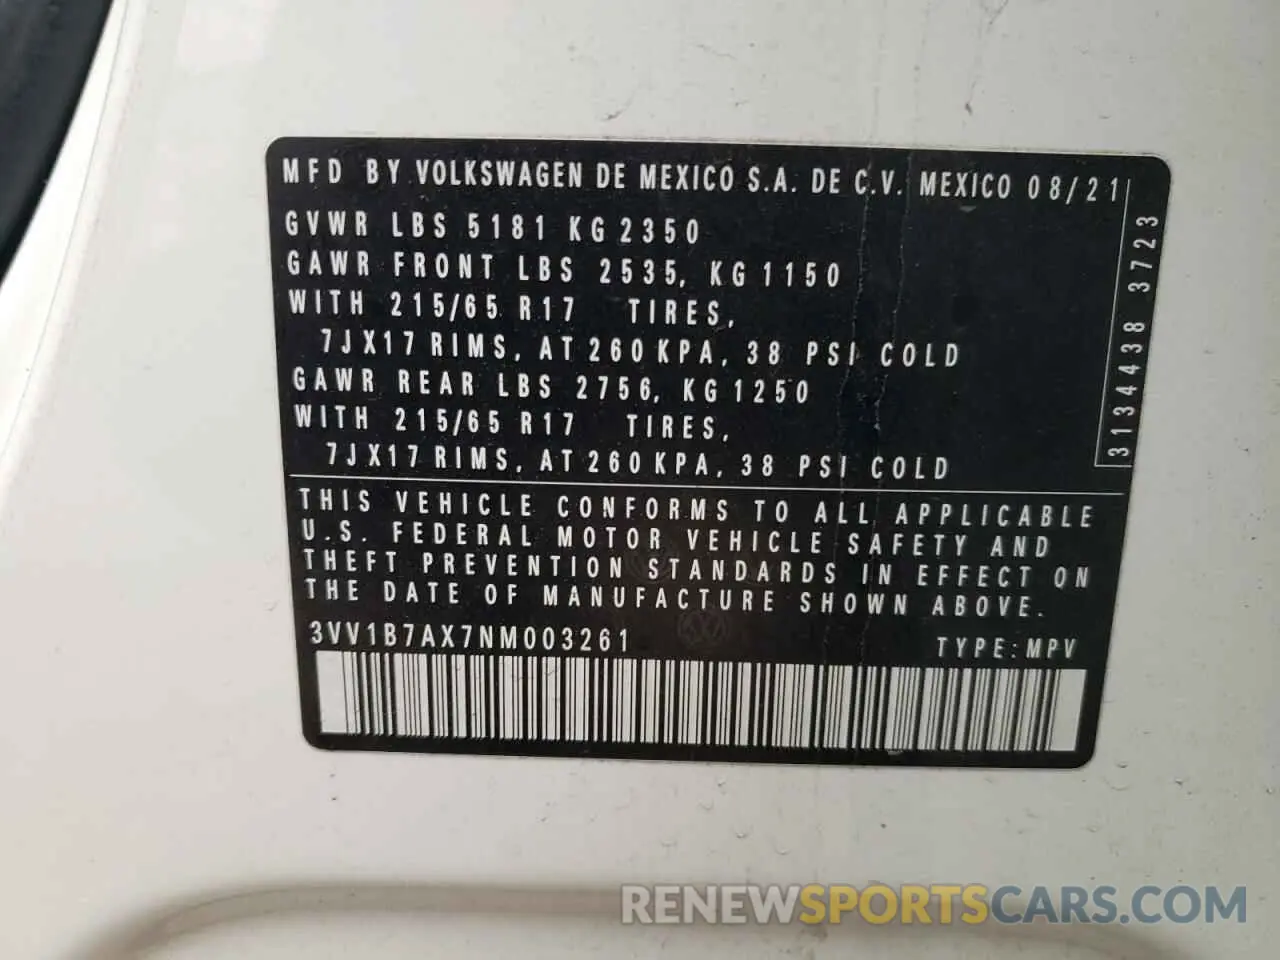 MFD BY VOLKSWAGEN DE MEXICO S.A. DE C.V. MEXICO 08/21
GVWR LBS 5181 KG 2350
GAWR FRONT LBS 2535, KG 1150
WITH 215/65 R17 TIRES,
7JX17 RIMS, AT 260 KPA, 38 PSI COLD
GAWR REAR LBS 2756, KG 1250
WITH 215/65 R17 TIRES,
7JX17 RIMS, AT 260 KPA, 38 PSI COLD
3134438 3723
THIS VEHICLE CONFORMS TO ALL APPLICABLE
U.S. FEDERAL MOTOR VEHICLE SAFETY AND
THEFT PREVENTION STANDARDS IN EFFECT ON
THE DATE OF MANUFACTURE SHOWN ABOVE.
3VV1B7AX7NM003261 TYPE: MPV
RENEWSPORTSCARS.COM